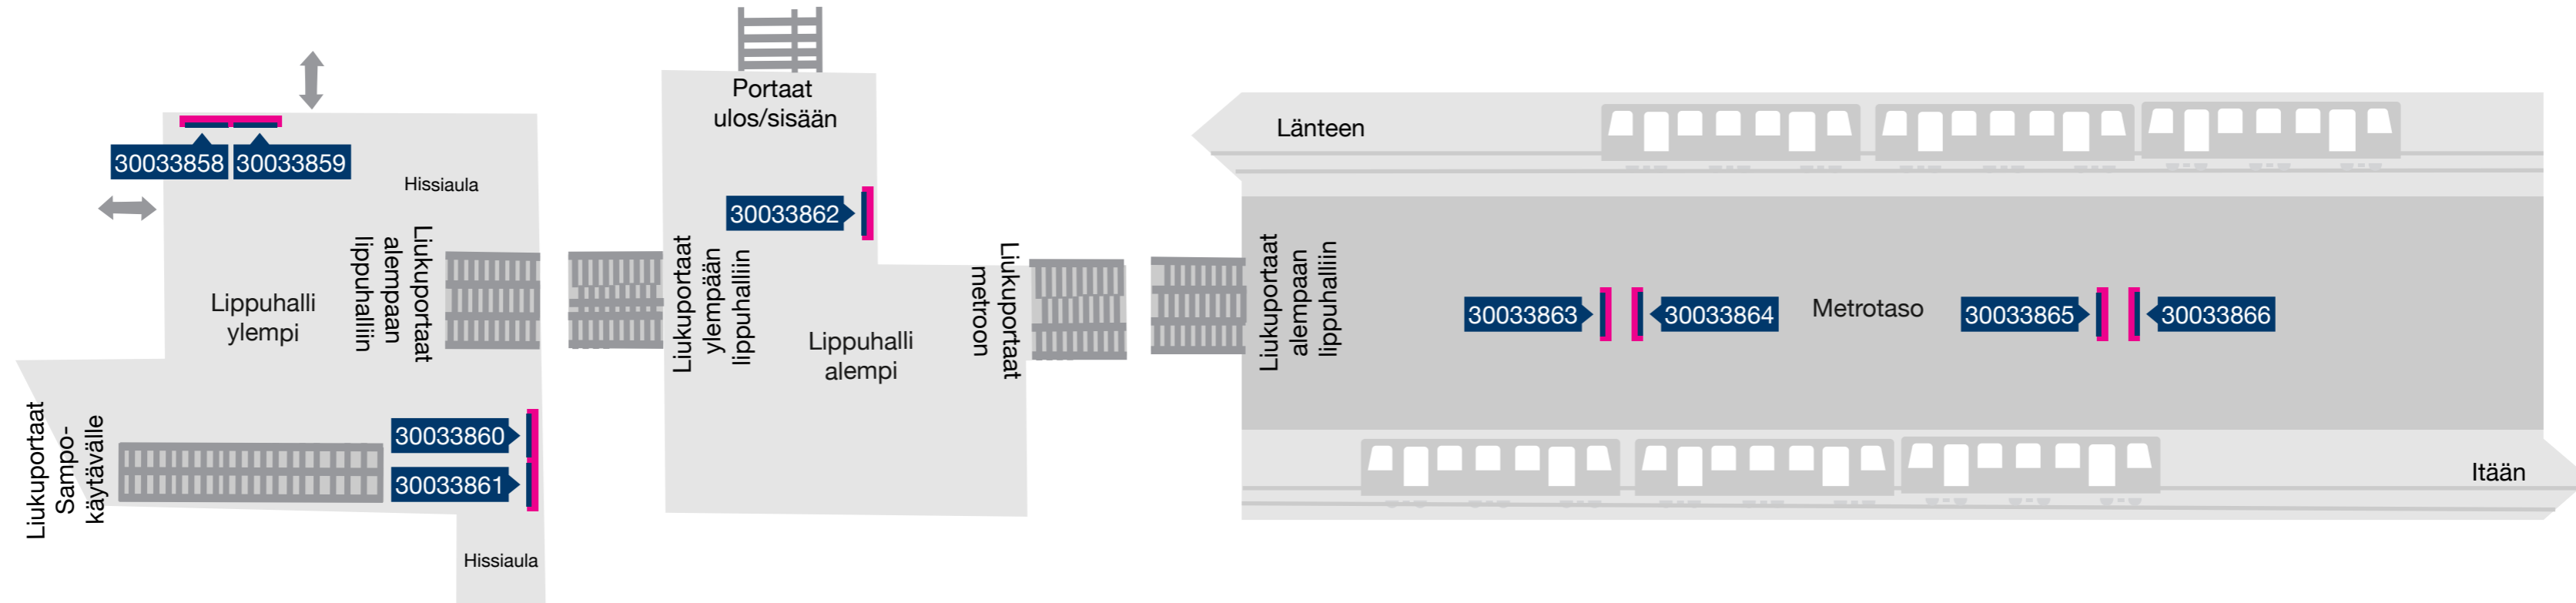 30033858
30033859
Hissiaula
Liukuportaat
alempaan
lippuhalliin
Lippuhalli
ylempi
Liukuportaat
Sampo-
käytävälle
30033860
30033861
Hissiaula
Portaat
ulos/sisään
30033862
Liukuportaat
ylempään
lippuhalliin
Lippuhalli
alempi
Liukuportaat
metroon
Länteen
Liukuportaat
alempaan
lippuhalliin
30033863
30033864
Metrotaso
30033865
30033866
Itään